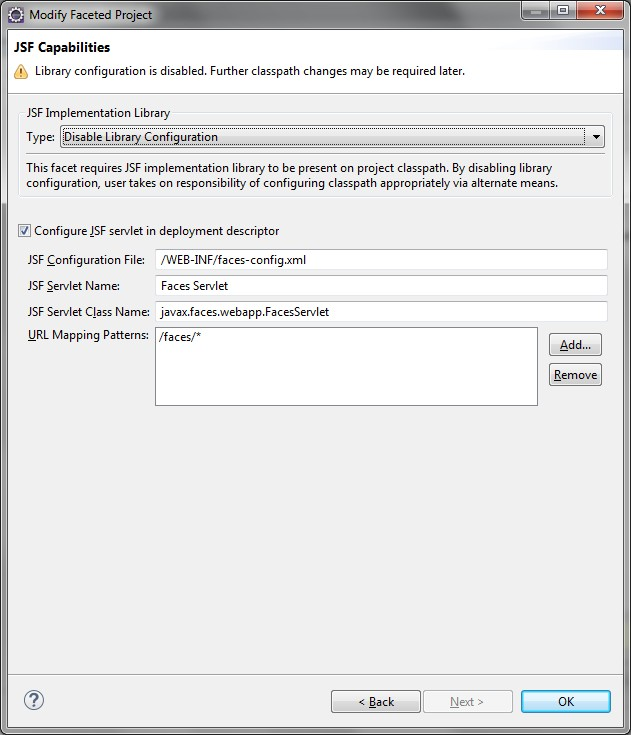 Modify Faceted Project
JSF Capabilities
Library configuration is disabled. Further classpath changes may be required later.
JSF Implementation Library
Type: Disable Library Configuration
This facet requires JSF implementation library to be present on project classpath. By disabling library
configuration, user takes on responsibility of configuring classpath appropriately via alternate means.
Configure JSF servlet in deployment descriptor
JSF Configuration File: /WEB-INF/faces-config.xml
JSF Servlet Name: Faces Servlet
JSF Servlet Class Name: javax.faces.webapp.FacesServlet
URL Mapping Patterns: /faces/*
Add...
Remove
? < Back Next > OK